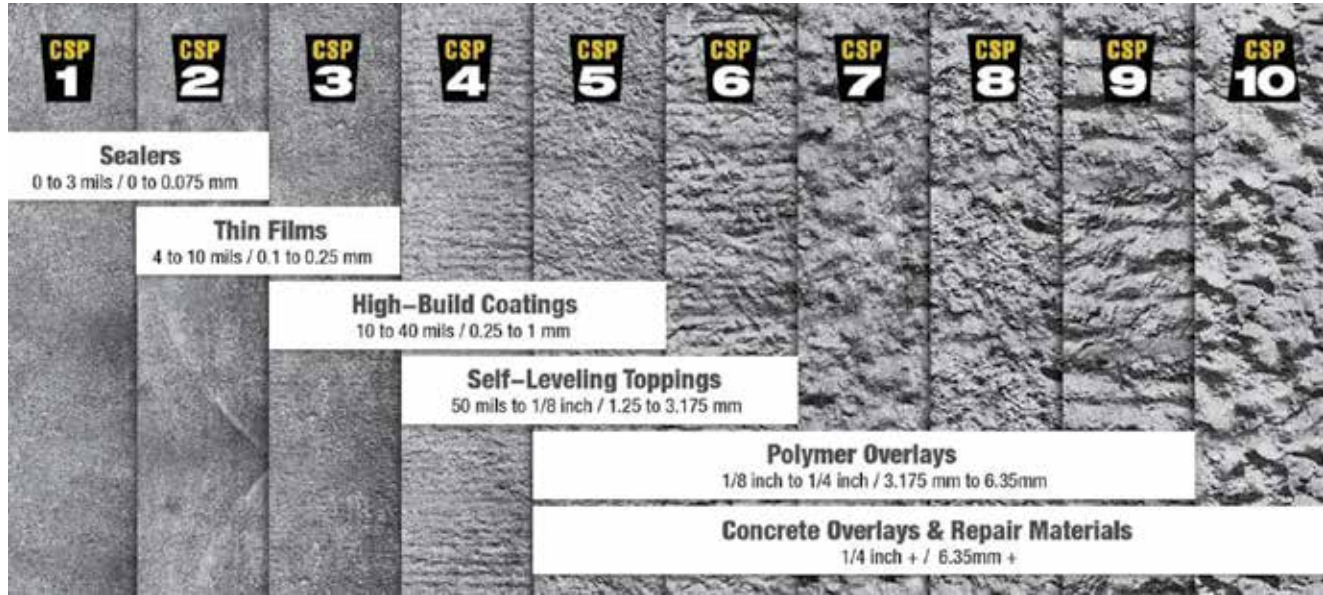 CSP 1
CSP 2
CSP 3
CSP 4
CSP 5
CSP 6
CSP 7
CSP 8
CSP 9
CSP 10
Sealers
0 to 3 mils / 0 to 0.075 mm
Thin Films
4 to 10 mils / 0.1 to 0.25 mm
High-Build Coatings
10 to 40 mils / 0.25 to 1 mm
Self-Leveling Toppings
50 mils to 1/8 inch / 1.25 to 3.175 mm
Polymer Overlays
1/8 inch to 1/4 inch / 3.175 mm to 6.35mm
Concrete Overlays & Repair Materials
1/4 inch + / 6.35mm +